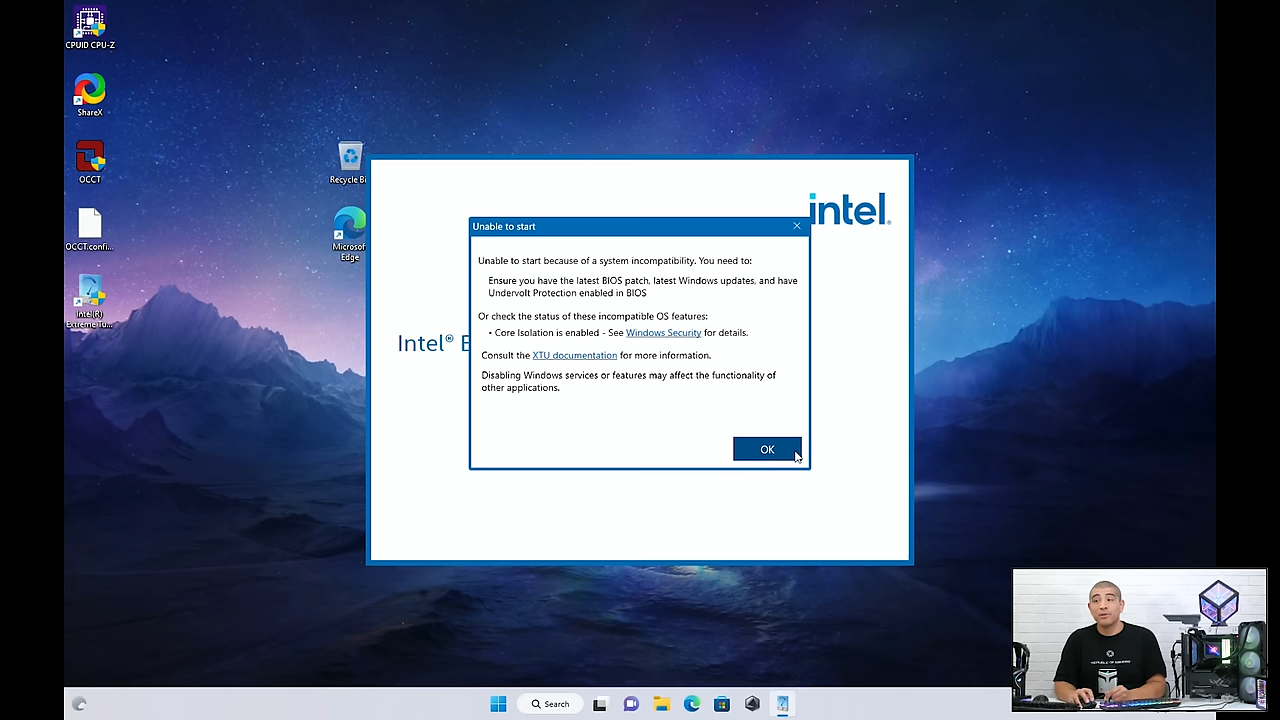 CPUID CPU-Z
ShareX
OCCT
OCCT.confi...
Intel(R)
Extreme Tu...
Recycle Bi
Microsof
Edge
intel.
Intel® E
Unable to start
Unable to start because of a system incompatibility. You need to:
Ensure you have the latest BIOS patch, latest Windows updates, and have
Undervolt Protection enabled in BIOS
Or check the status of these incompatible OS features:
• Core Isolation is enabled - See Windows Security for details.
Consult the XTU documentation for more information.
Disabling Windows services or features may affect the functionality of
other applications.
OK
Search
REPUBLIC OF GAMERS